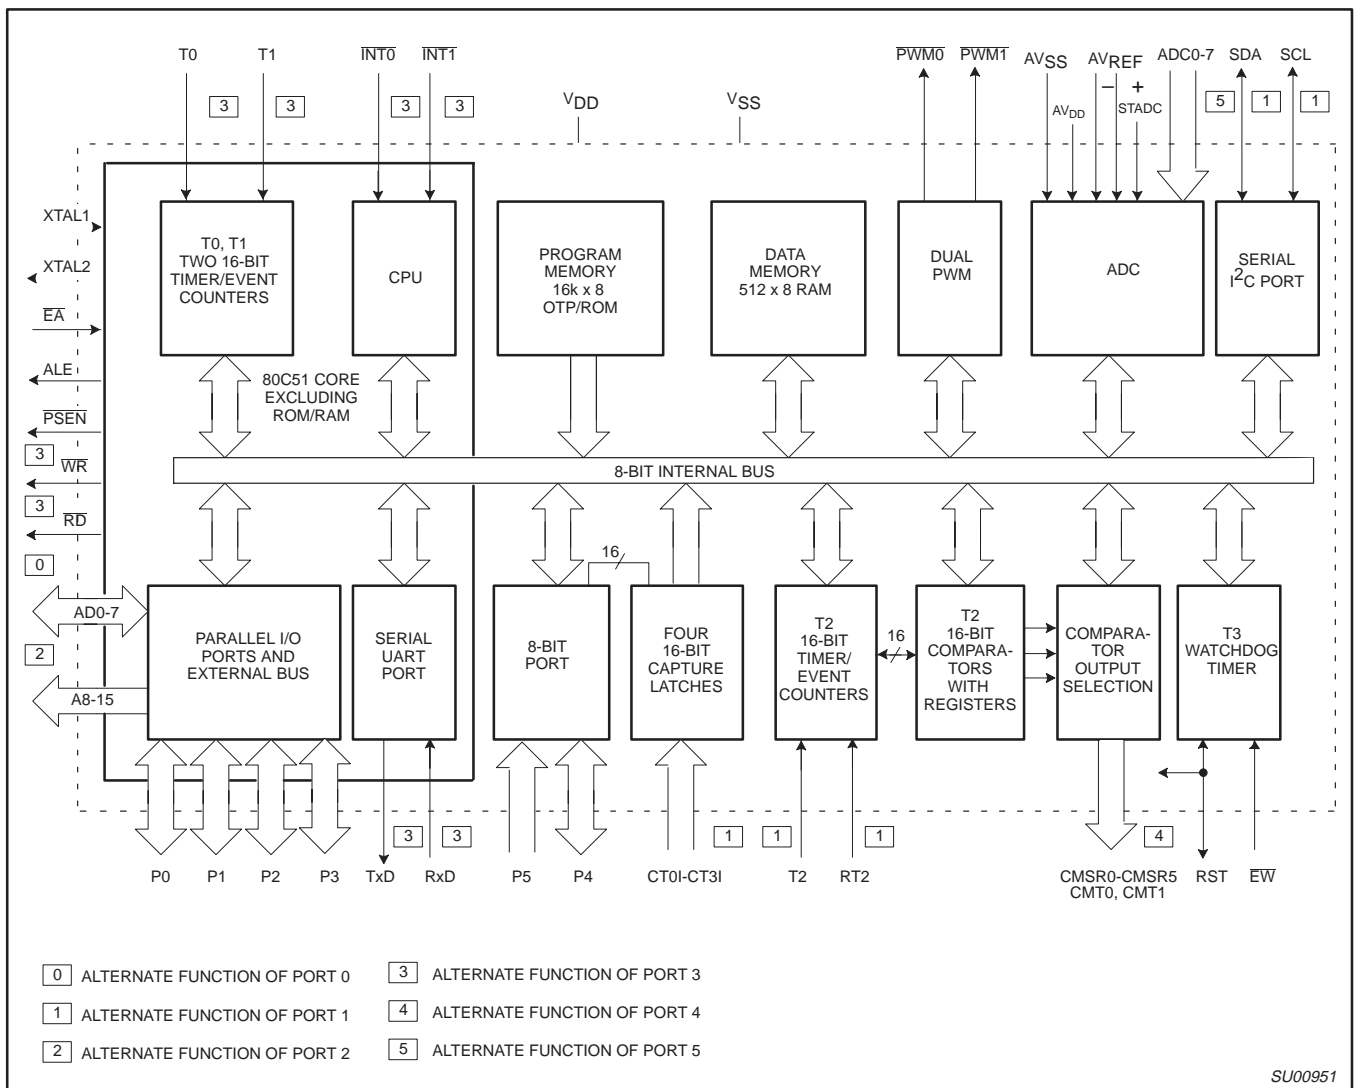 T0 T1 INT0 INT1 PWM0 PWM1 AVSS AVREF ADC0-7 SDA SCL
− +
3 3 3 3 VDD VSS AVDD STADC 5 1 1
XTAL1
XTAL2
EA
ALE
PSEN
3 WR
3 RD
0
AD0-7
2
A8-15
T0, T1
TWO 16-BIT
TIMER/EVENT
COUNTERS
CPU
PROGRAM
MEMORY
16k x 8
OTP/ROM
DATA
MEMORY
512 x 8 RAM
DUAL
PWM
ADC
SERIAL
I2C PORT
80C51 CORE
EXCLUDING
ROM/RAM
8-BIT INTERNAL BUS
PARALLEL I/O
PORTS AND
EXTERNAL BUS
SERIAL
UART
PORT
8-BIT
PORT
16
FOUR
16-BIT
CAPTURE
LATCHES
T2
16-BIT
TIMER/
EVENT
COUNTERS
16
T2
16-BIT
COMPARA-
TORS
WITH
REGISTERS
COMPARA-
TOR
OUTPUT
SELECTION
T3
WATCHDOG
TIMER
3 3 1 1 1 4
P0 P1 P2 P3 TxD RxD P5 P4 CT0I-CT3I T2 RT2 CMSR0-CMSR5 RST EW
CMT0, CMT1
0 ALTERNATE FUNCTION OF PORT 0
1 ALTERNATE FUNCTION OF PORT 1
2 ALTERNATE FUNCTION OF PORT 2
3 ALTERNATE FUNCTION OF PORT 3
4 ALTERNATE FUNCTION OF PORT 4
5 ALTERNATE FUNCTION OF PORT 5
SU00951